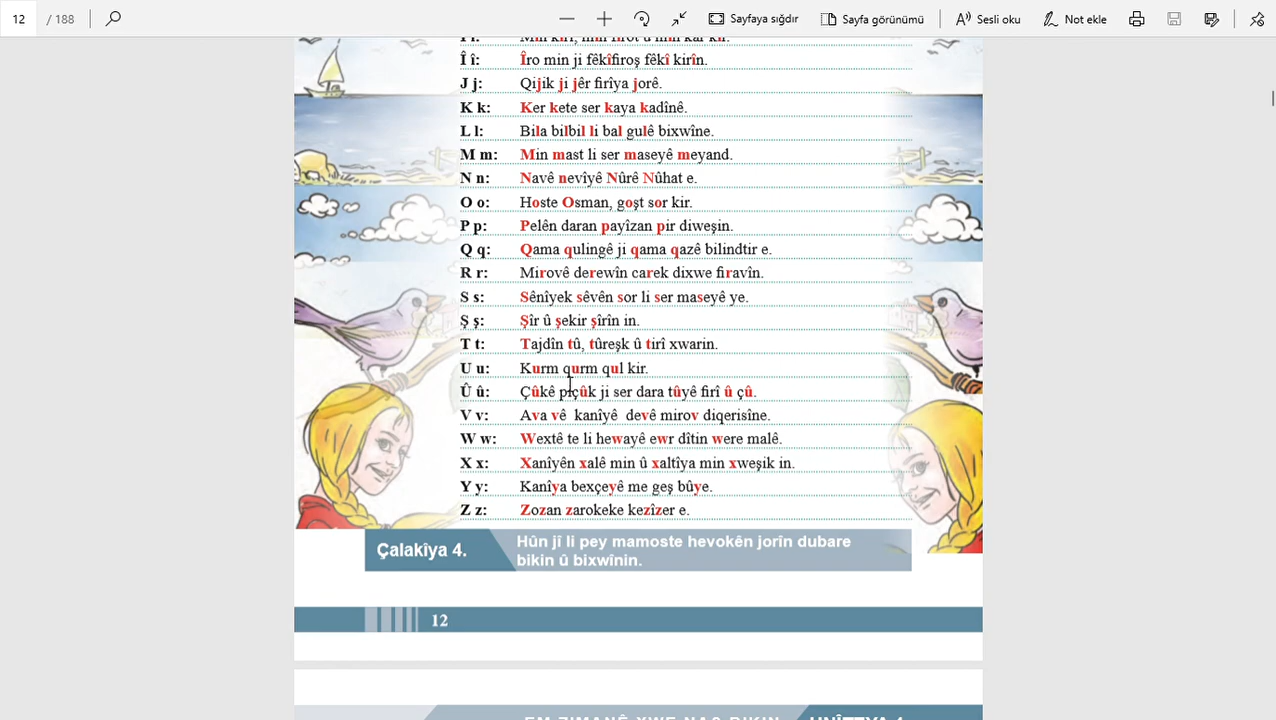 12 / 188 Sayfaya sığdır Sayfa görünümü Sesli oku Not ekle
Î î: Îro min ji fêkîfiroş fêkî kirîn.
J j: Qijik ji jêr firîya jorê.
K k: Ker kete ser kaya kadînê.
L l: Bila bilbil li bal gulê bixwîne.
M m: Min mast li ser maseyê meyand.
N n: Navê nevîyê Nûrê Nûhat e.
O o: Hoste Osman, goşt sor kir.
P p: Pelên daran payîzan pir diweşin.
Q q: Qama qulingê ji qama qazê bilindtir e.
R r: Mirovê derewîn carek dixwe firavîn.
S s: Sênîyek sêvên sor li ser maseyê ye.
Ş ş: Şîr û şekir şîrîn in.
T t: Tajdîn tû, tûreşk û tirî xwarin.
U u: Kurm qurm qul kir.
Û û: Çûkê piçûk ji ser dara tûyê firî û çû.
V v: Ava vê kanîyê devê mirov diqerisîne.
W w: Wextê te li hewayê ewr dîtin were malê.
X x: Xanîyên xalê min û xaltîya min xweşik in.
Y y: Kanîya bexçeyê me geş bûye.
Z z: Zozan zarokeke kezîzer e.
Çalakîya 4. Hûn jî li pey mamoste hevokên jorîn dubare
bikin û bixwînin.
12